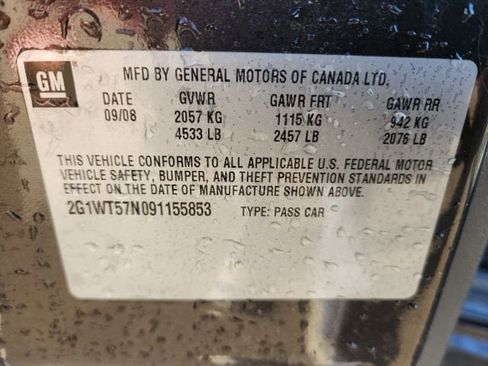 GM
MFD BY GENERAL MOTORS OF CANADA LTD.
DATE GVWR GAWR FRT GAWR RR
09/08 2057 KG 1115 KG 942 KG
4533 LB 2457 LB 2076 LB
THIS VEHICLE CONFORMS TO ALL APPLICABLE U.S. FEDERAL MOTOR
VEHICLE SAFETY, BUMPER, AND THEFT PREVENTION STANDARDS IN
EFFECT ON THE DATE OF MANUFACTURE SHOWN ABOVE.
2G1WT57N091155853 TYPE: PASS CAR